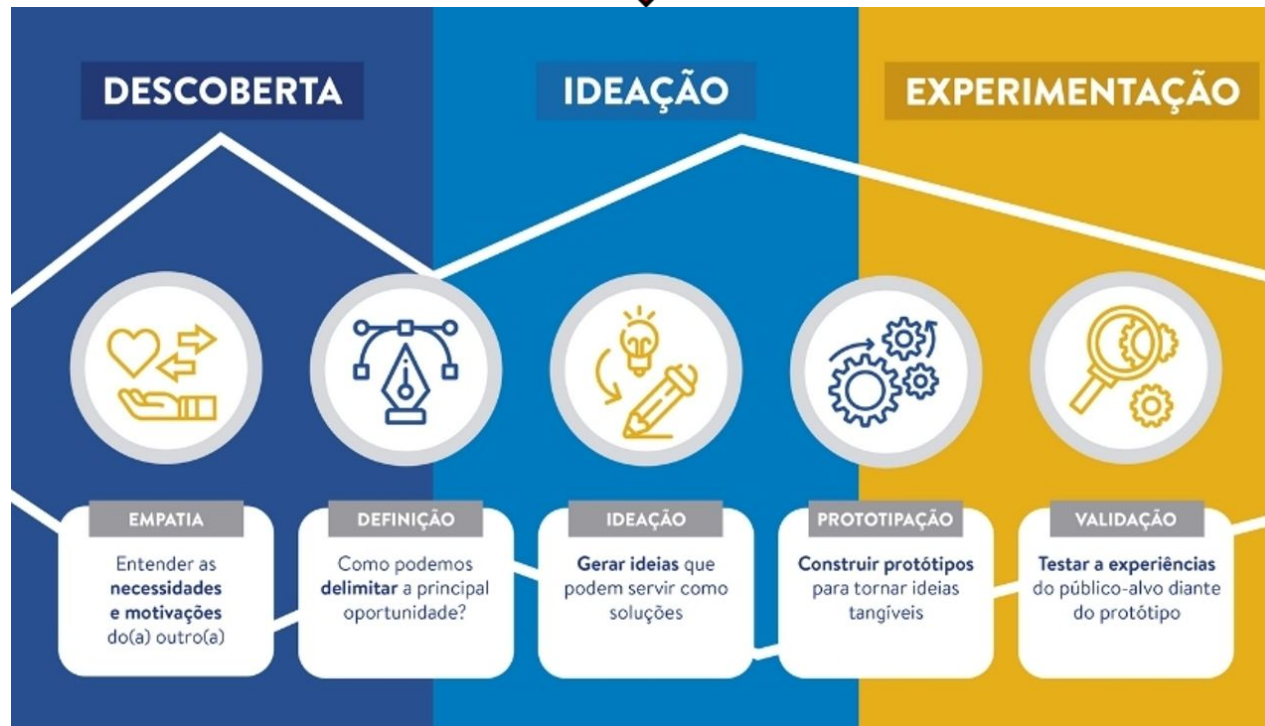 DESCOBERTA
IDEAÇÃO
EXPERIMENTAÇÃO
EMPATIA
Entender as
necessidades
e motivações
do(a) outro(a)
DEFINIÇÃO
Como podemos
delimitar a principal
oportunidade?
IDEAÇÃO
Gerar ideias que
podem servir como
soluções
PROTOTIPAÇÃO
Construir protótipos
para tornar ideias
tangíveis
VALIDAÇÃO
Testar a experiências
do público-alvo diante
do protótipo